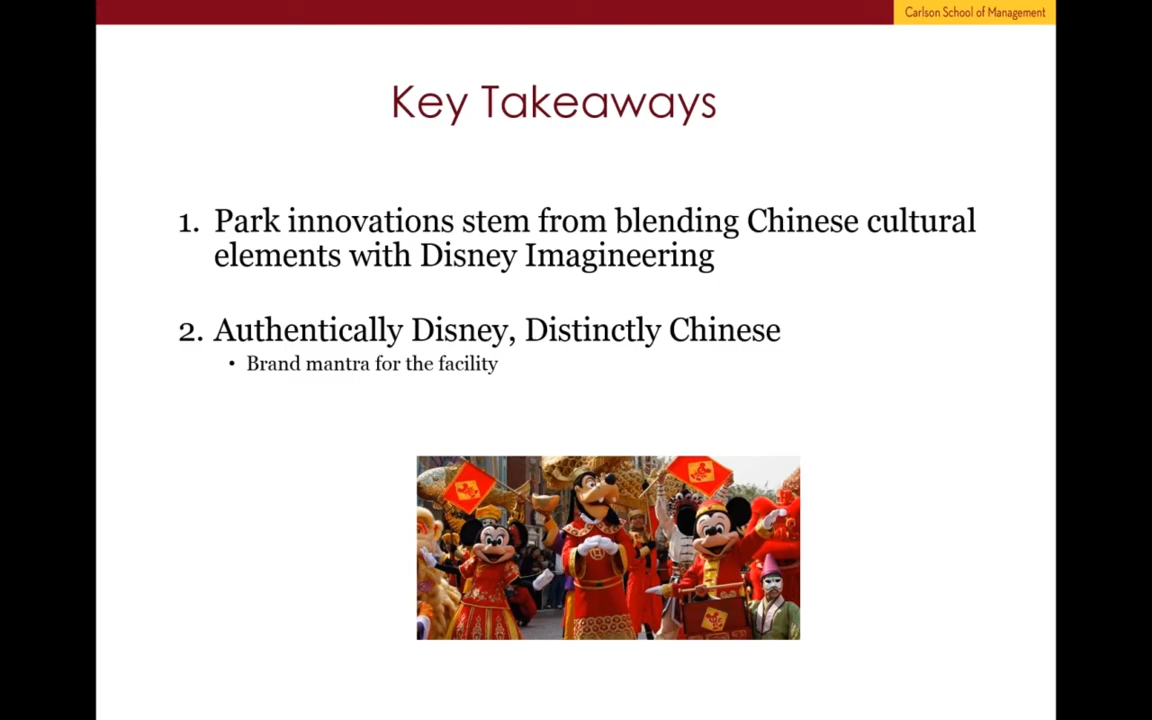 Carlson School of Management
Key Takeaways
1. Park innovations stem from blending Chinese cultural
elements with Disney Imagineering
2. Authentically Disney, Distinctly Chinese
• Brand mantra for the facility